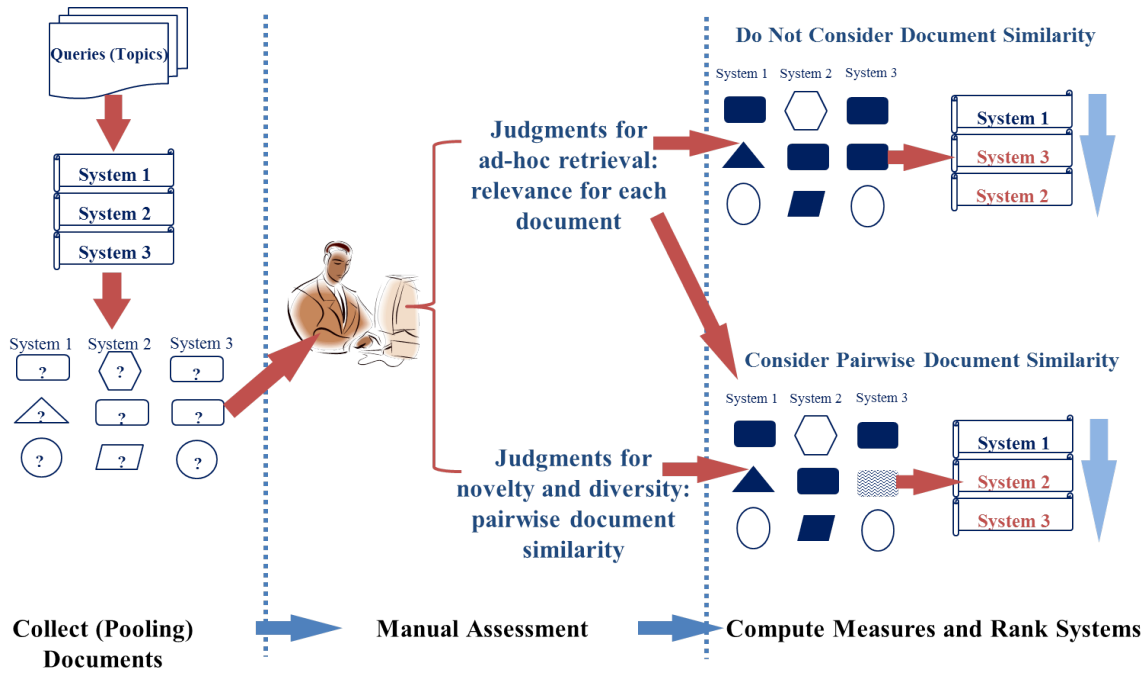 Queries (Topics)
System 1
System 2
System 3
System 1 System 2 System 3
? ? ?
? ? ?
? ? ?
Collect (Pooling)
Documents
Judgments for
ad-hoc retrieval:
relevance for each
document
Judgments for
novelty and diversity:
pairwise document
similarity
Manual Assessment
Do Not Consider Document Similarity
System 1 System 2 System 3
System 1
System 3
System 2
Consider Pairwise Document Similarity
System 1 System 2 System 3
System 1
System 2
System 3
Compute Measures and Rank Systems